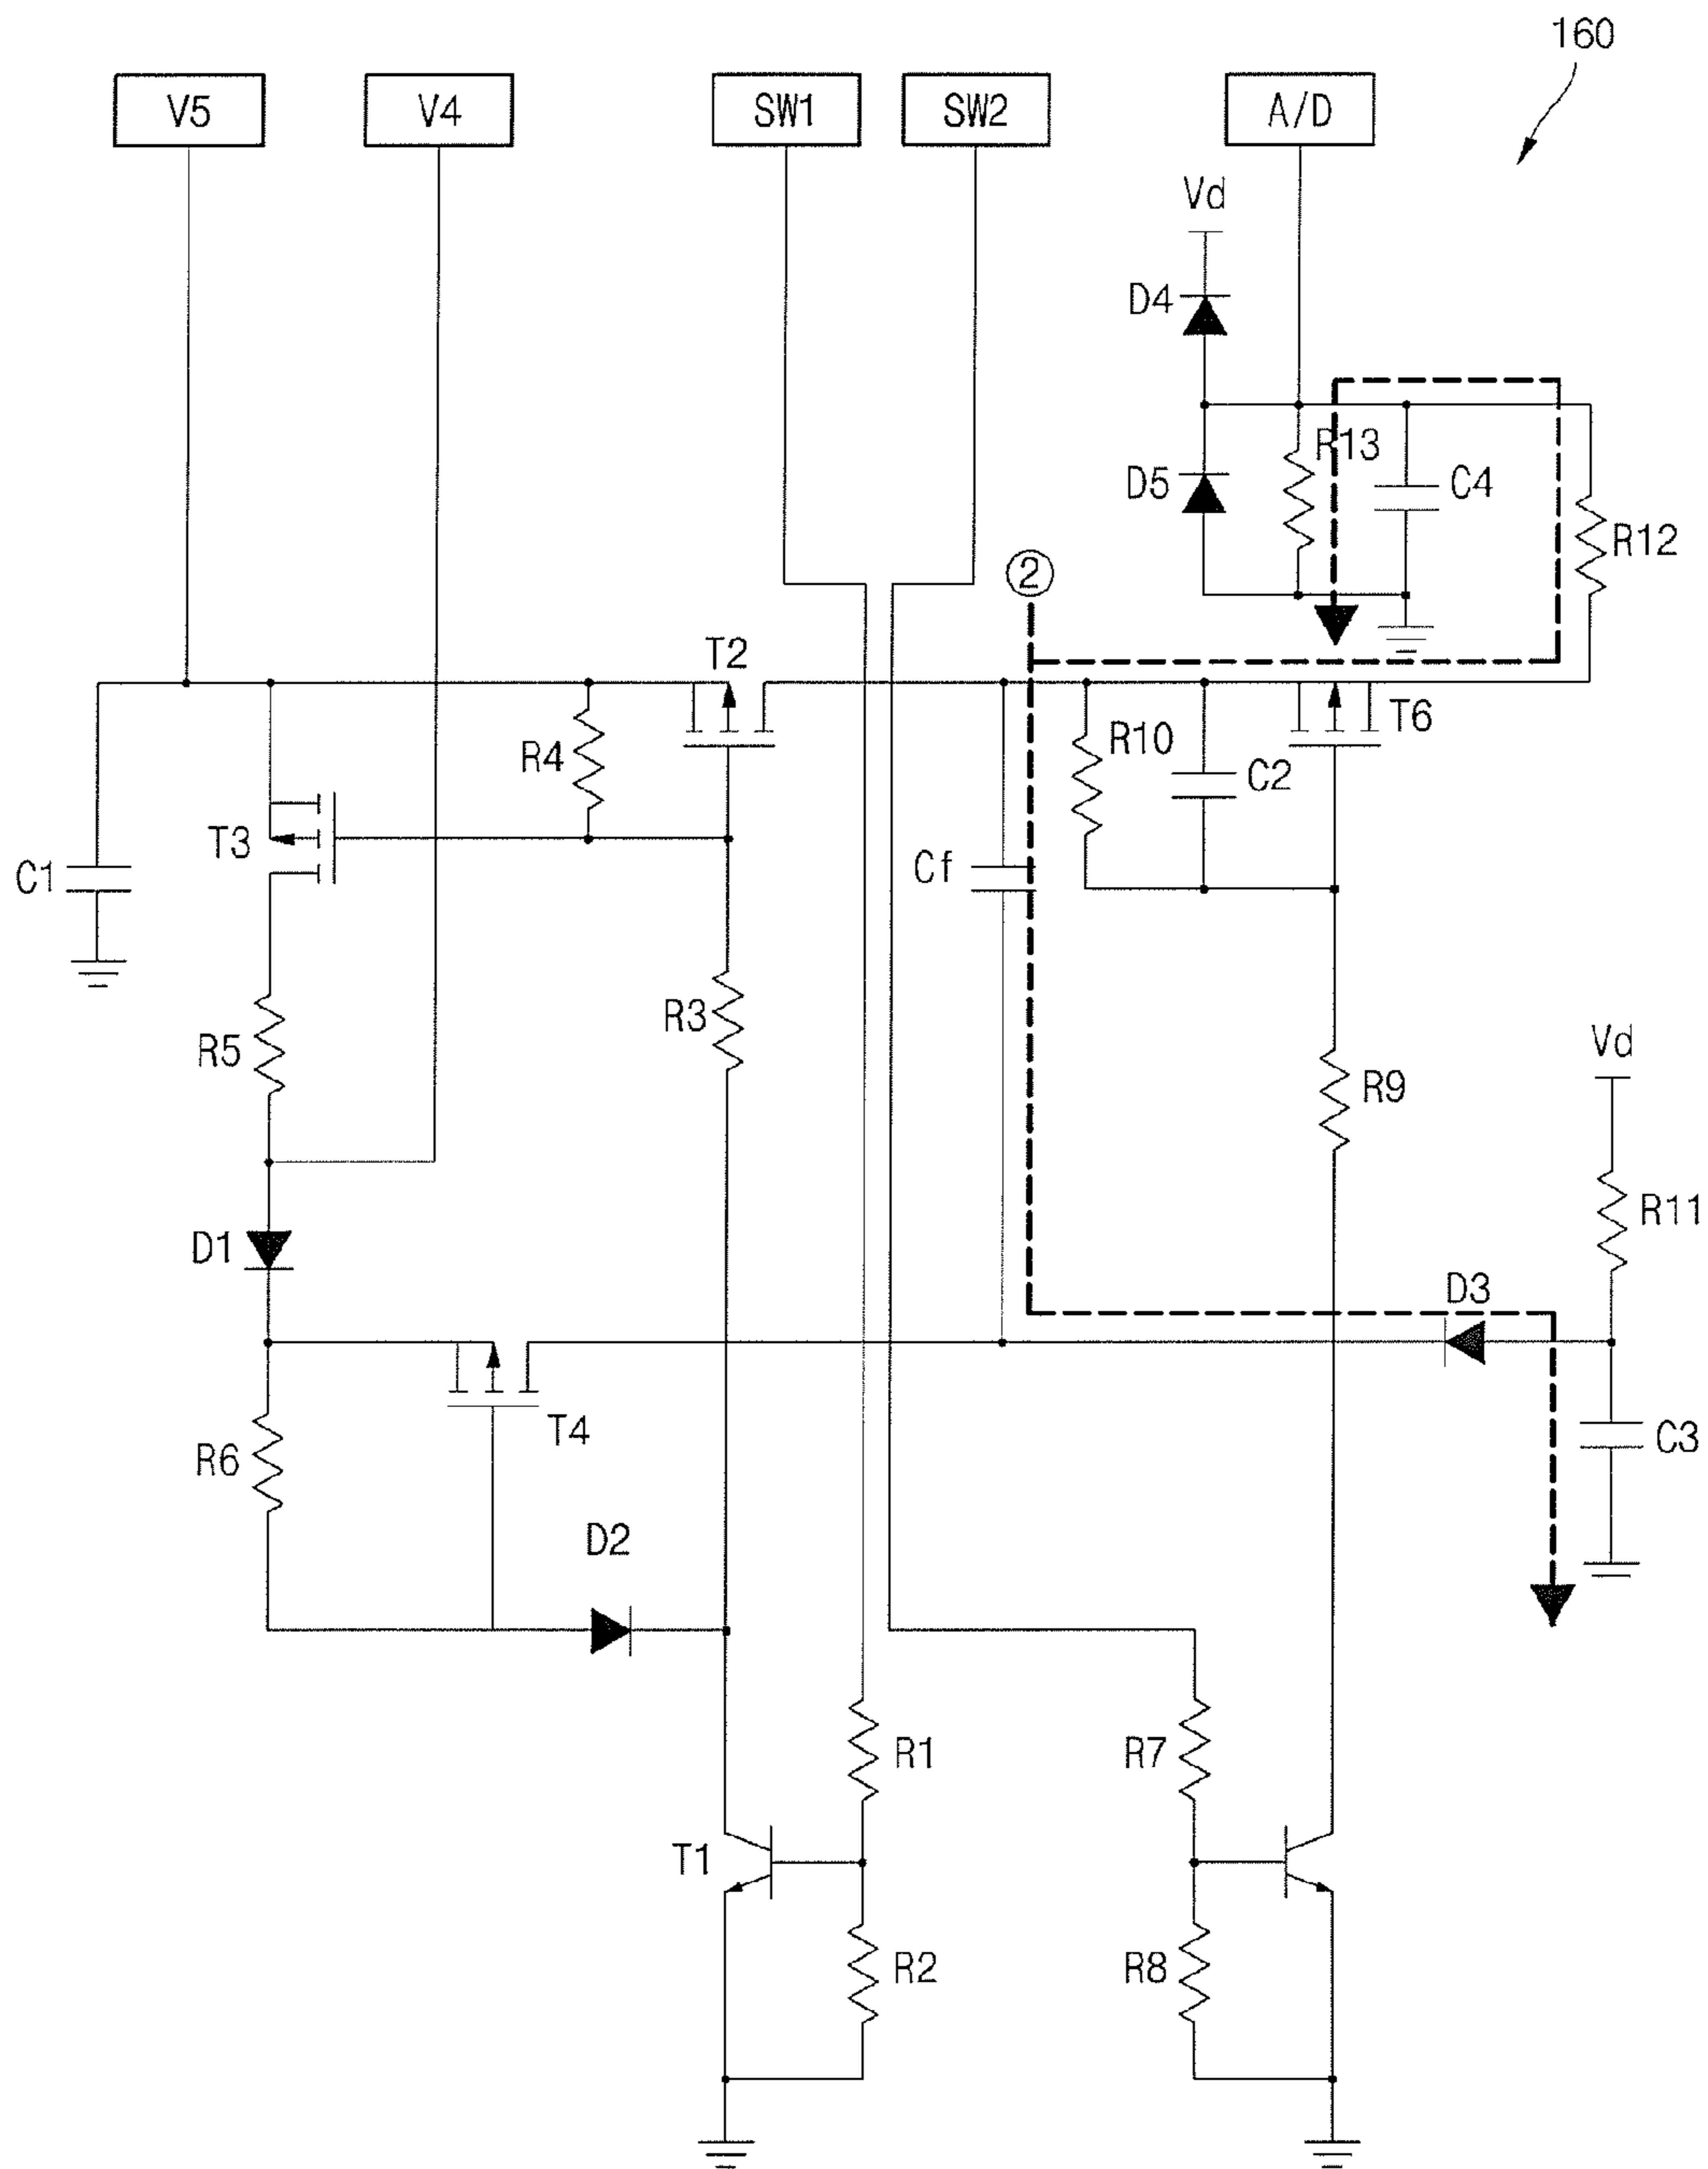 160
V5
V4
SW1
SW2
A/D
Vd
D4
R13
D5
C4
R12
②
T2
T6
R4
R10
C2
T3
C1
Cf
R3
R5
Vd
R9
R11
D1
D3
T4
C3
R6
D2
R1
R7
T1
R2
R8